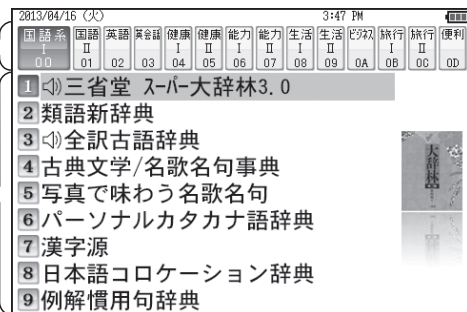 2013/04/16 (火) 3:47 PM
国語系 国語 英語 英会話 健康 健康 能力 能力 生活 生活 ビジネス 旅行 旅行 便利
I II I II I II I II I II
00 01 02 03 04 05 06 07 08 09 0A 0B 0C 0D
1 三省堂 スーパー大辞林3.0
2 類語新辞典
3 全訳古語辞典
4 古典文学/名歌名句事典
5 写真で味わう名歌名句
6 パーソナルカタカナ語辞典
7 漢字源
8 日本語コロケーション辞典
9 例解慣用句辞典
大辞林